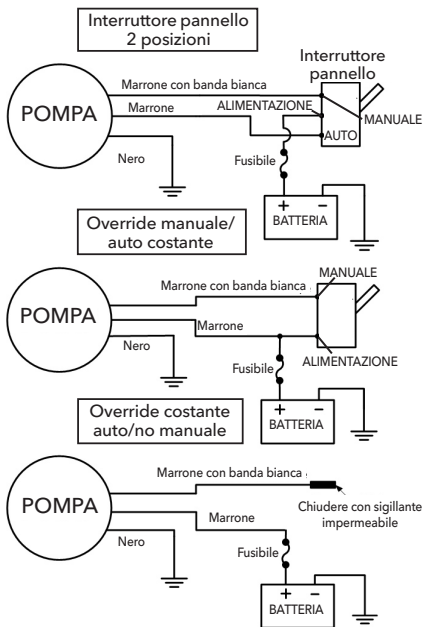 Interruttore pannello
2 posizioni
Interruttore
pannello
Marrone con banda bianca
POMPA
Marrone
ALIMENTAZIONE
MANUALE
AUTO
Nero
Fusibile
+ −
BATTERIA
Override manuale/
auto costante
MANUALE
Marrone con banda bianca
POMPA
Marrone
Nero
ALIMENTAZIONE
Fusibile
+ −
BATTERIA
Override costante
auto/no manuale
Marrone con banda bianca
POMPA
Chiudere con sigillante
impermeabile
Marrone
Nero
Fusibile
+ −
BATTERIA